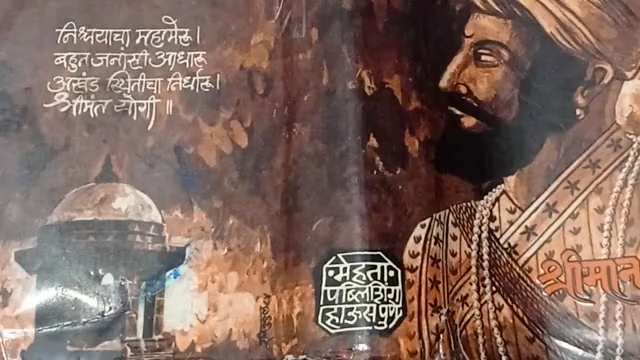 निश्चयाचा महामेरू।
बहुत जनांसी आधारू
अखंड स्थितीचा निर्धारू।
श्रीमंत योगी॥
मेहता
पब्लिशिंग
हाऊस पुणे
श्रीमान